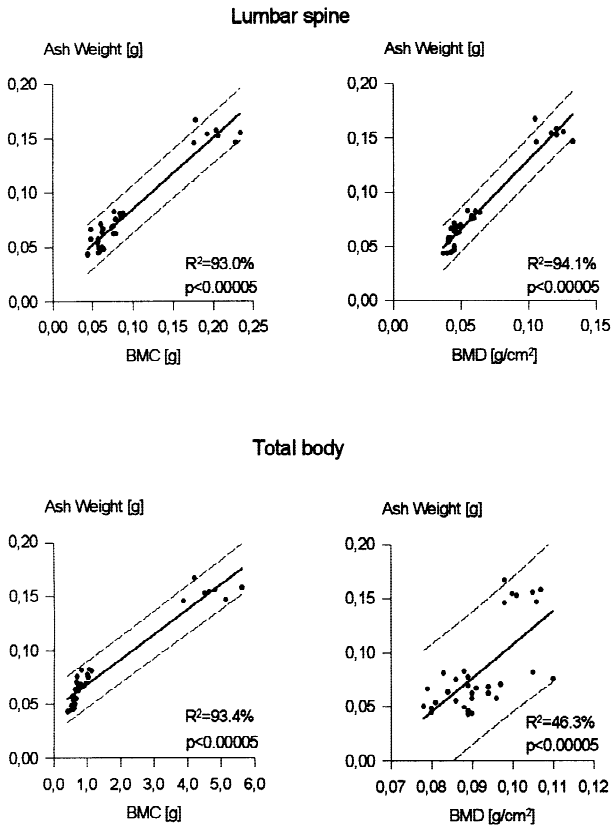 Lumbar spine
Ash Weight [g]
0,20
0,15
0,10
0,05
0,00
R²=93.0%
p<0.00005
0,00 0,05 0,10 0,15 0,20 0,25
BMC [g]
Ash Weight [g]
0,20
0,15
0,10
0,05
0,00
R²=94.1%
p<0.00005
0,00 0,05 0,10 0,15
BMD [g/cm²]
Total body
Ash Weight [g]
0,20
0,15
0,10
0,05
0,00
R²=93.4%
p<0.00005
0,0 1,0 2,0 3,0 4,0 5,0 6,0
BMC [g]
Ash Weight [g]
0,20
0,15
0,10
0,05
0,00
R²=46.3%
p<0.00005
0,07 0,08 0,09 0,10 0,11 0,12
BMD [g/cm²]